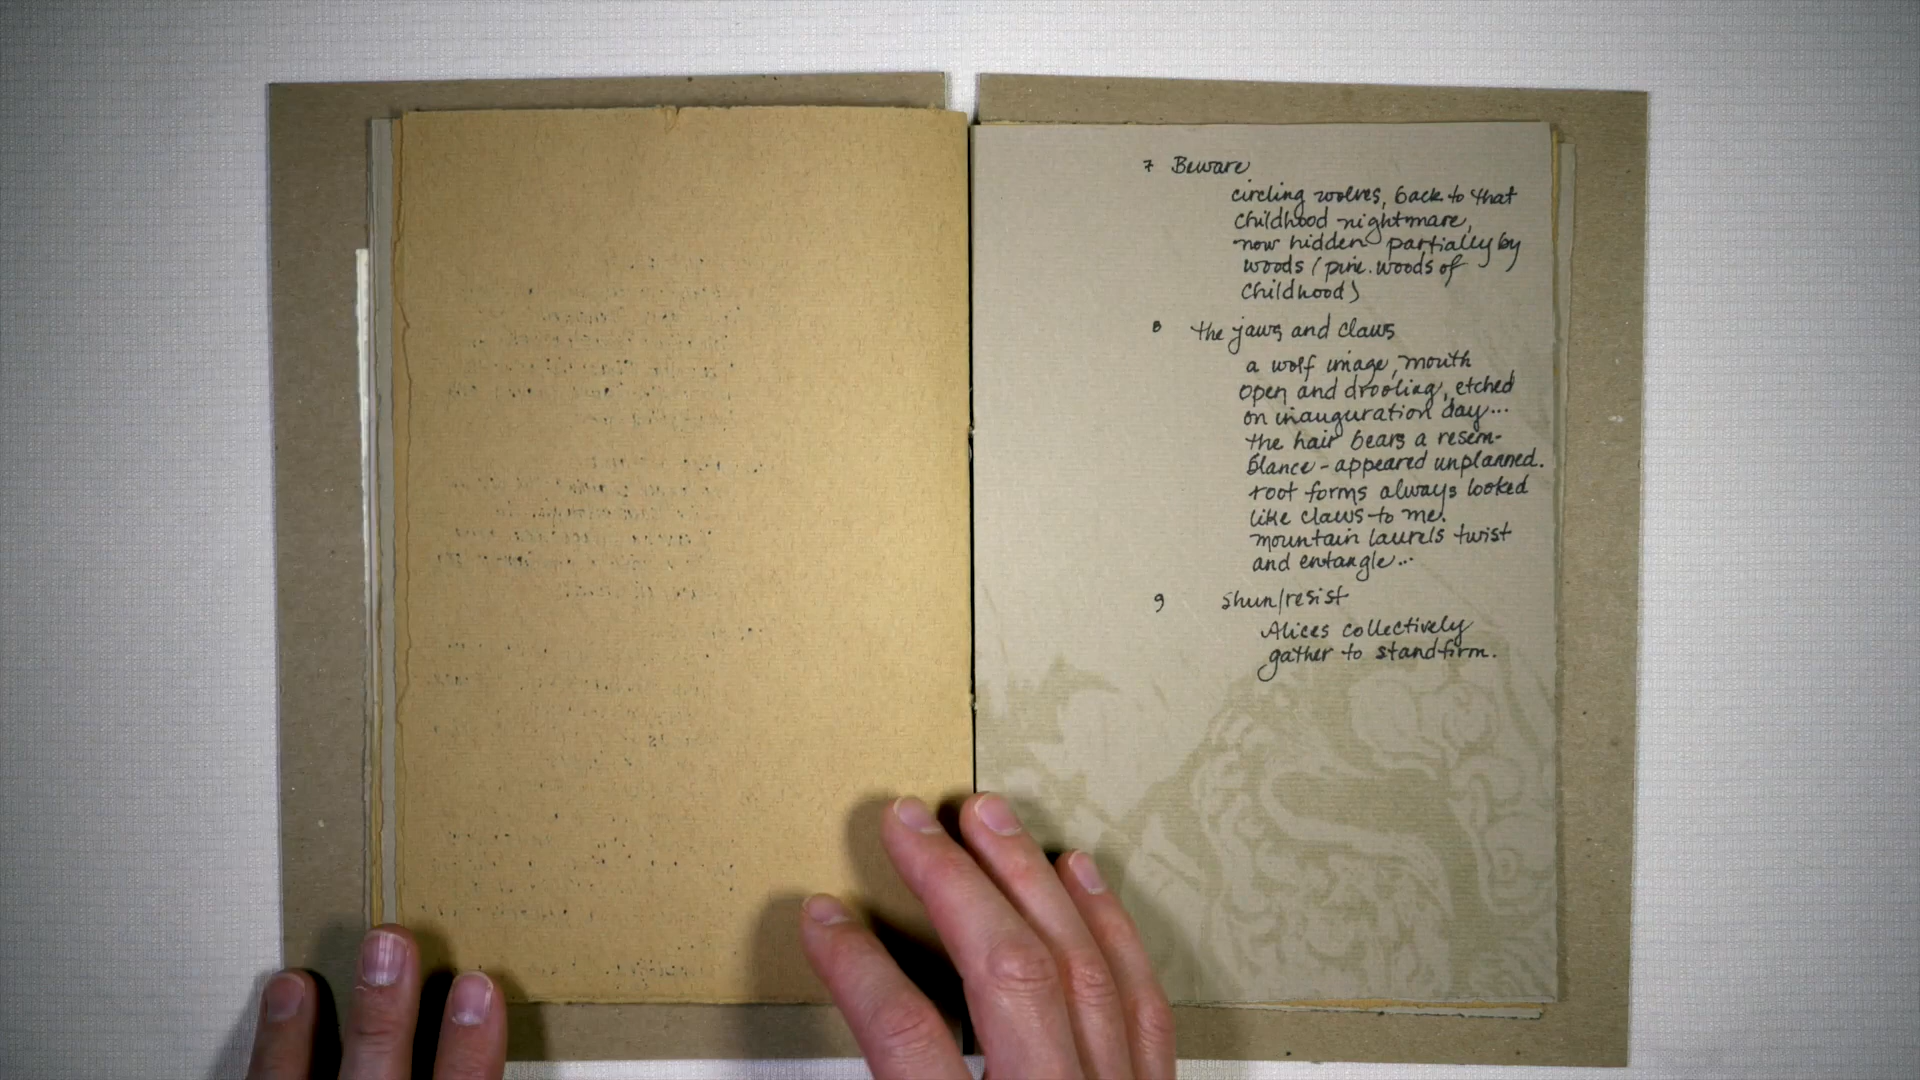 7 Beware
circling wolves, back to that
childhood nightmare,
now hidden partially by
woods (pine woods of
childhood)
8 the jaws and claws
a wolf image, mouth
open and drooling, etched
on inauguration day...
the hair bears a resem-
blance - appeared unplanned.
root forms always looked
like claws to me.
mountain laurels twist
and entangle...
9 shun/resist
Alices collectively
gather to stand firm.